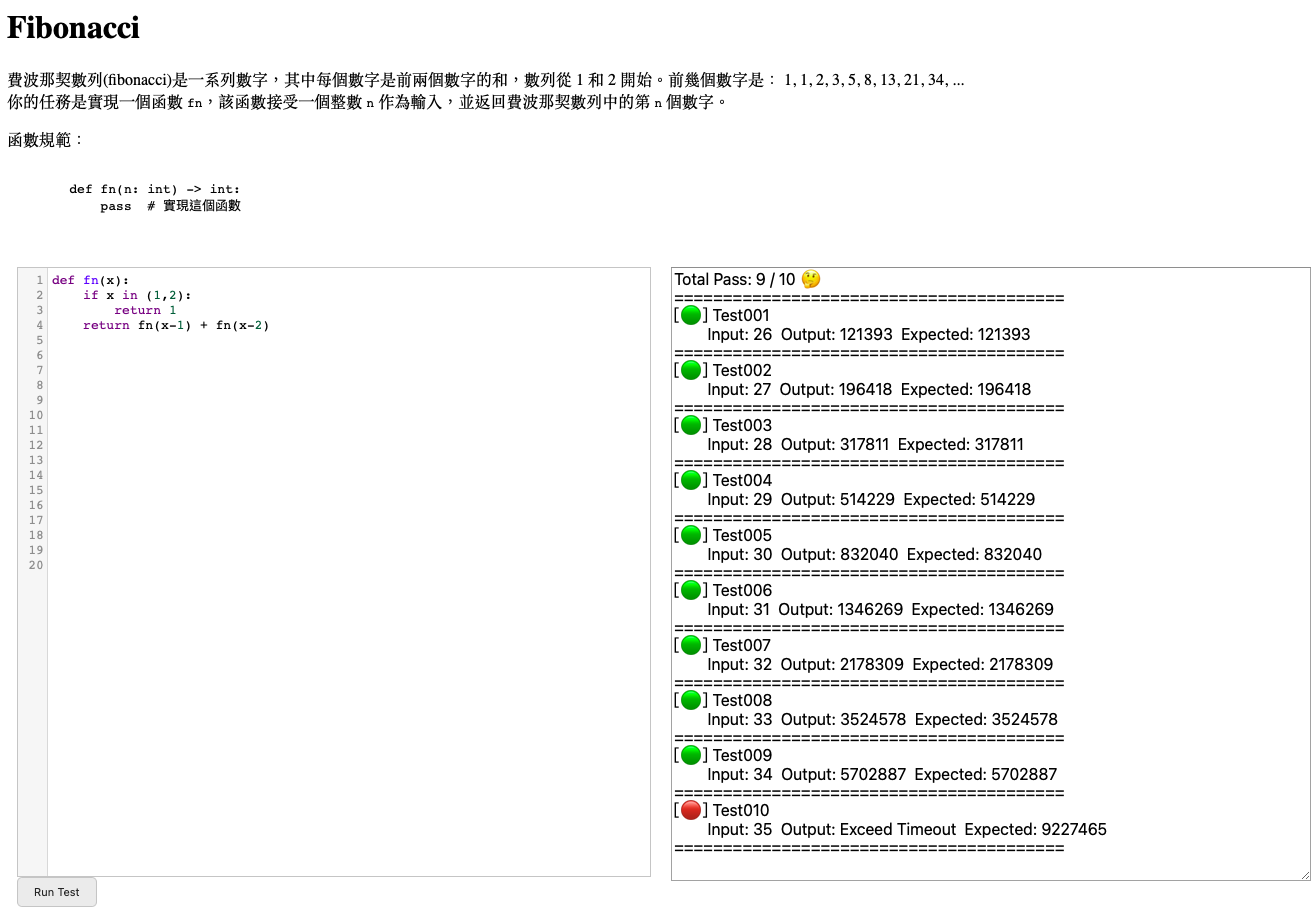 Fibonacci
費波那契數列(fibonacci)是一系列數字，其中每個數字是前兩個數字的和，數列從 1 和 2 開始。前幾個數字是： 1, 1, 2, 3, 5, 8, 13, 21, 34, ...
你的任務是實現一個函數 fn，該函數接受一個整數 n 作為輸入，並返回費波那契數列中的第 n 個數字。
函數規範：
def fn(n: int) -> int:
    pass  # 實現這個函數
1 def fn(x):
2     if x in (1,2):
3         return 1
4     return fn(x-1) + fn(x-2)
5
6
7
8
9
10
11
12
13
14
15
16
17
18
19
20
Run Test
Total Pass: 9 / 10 🤔
=======================================
[🟢] Test001
Input: 26  Output: 121393  Expected: 121393
=======================================
[🟢] Test002
Input: 27  Output: 196418  Expected: 196418
=======================================
[🟢] Test003
Input: 28  Output: 317811  Expected: 317811
=======================================
[🟢] Test004
Input: 29  Output: 514229  Expected: 514229
=======================================
[🟢] Test005
Input: 30  Output: 832040  Expected: 832040
=======================================
[🟢] Test006
Input: 31  Output: 1346269  Expected: 1346269
=======================================
[🟢] Test007
Input: 32  Output: 2178309  Expected: 2178309
=======================================
[🟢] Test008
Input: 33  Output: 3524578  Expected: 3524578
=======================================
[🟢] Test009
Input: 34  Output: 5702887  Expected: 5702887
=======================================
[🔴] Test010
Input: 35  Output: Exceed Timeout  Expected: 9227465
=======================================